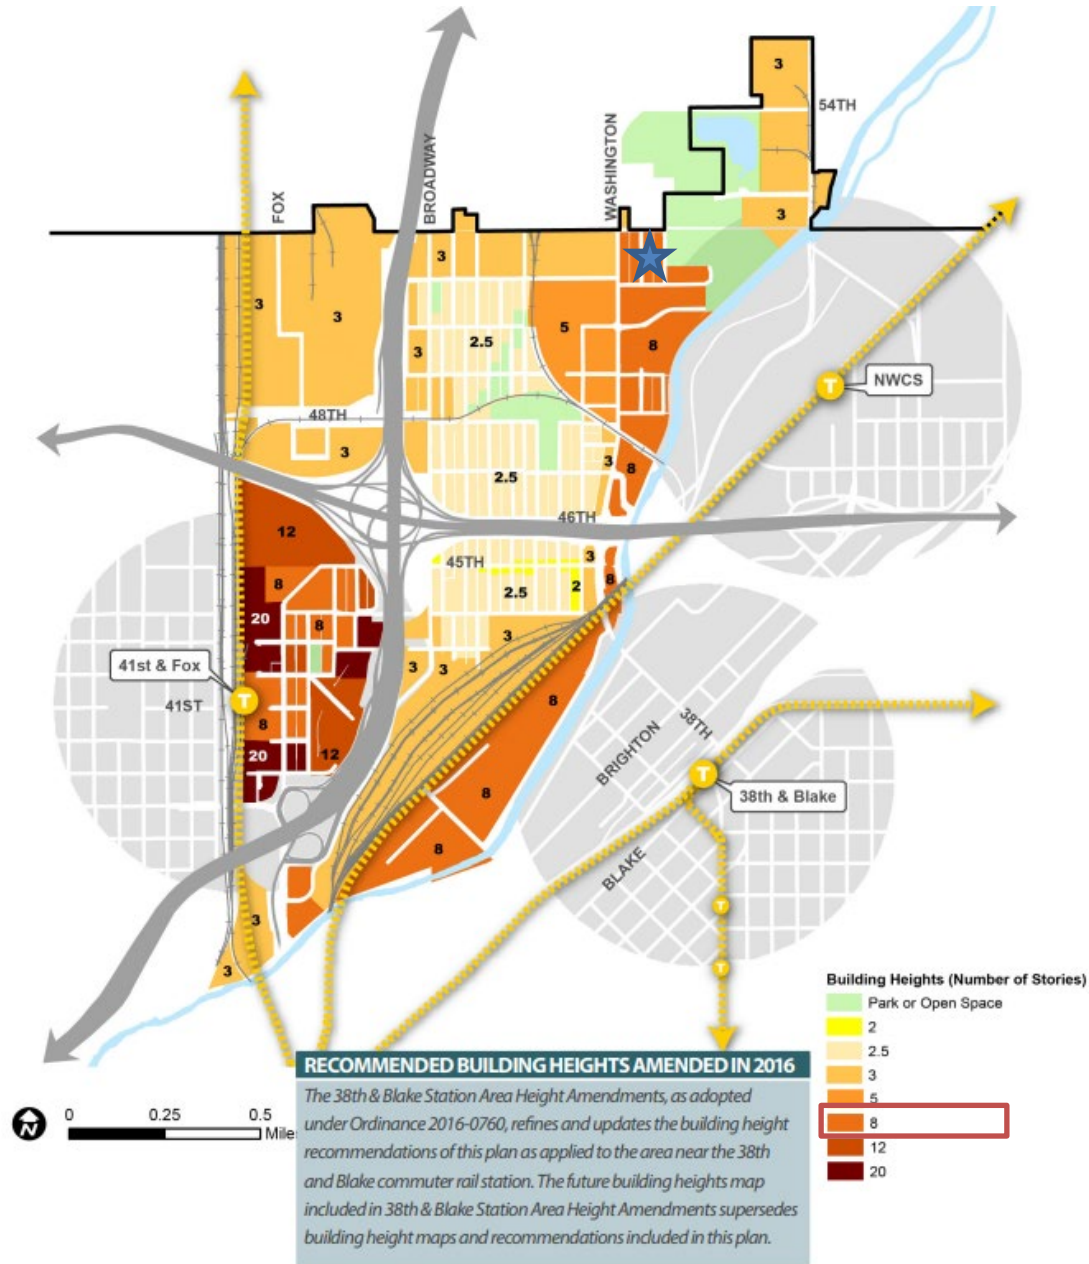 3
54TH
WASHINGTON
BROADWAY
FOX
3
3
3
3
3
2.5
5
8
3
NWCS
48TH
3
3
8
2.5
46TH
12
45TH
3
8
8
2.5
2
20
8
3
41st & Fox
3
3
41ST
8
8
38TH
20
12
BRIGHTON
38th & Blake
8
8
BLAKE
3
3
Building Heights (Number of Stories)
Park or Open Space
2
2.5
3
5
8
12
20
0 0.25 0.5
Mile
RECOMMENDED BUILDING HEIGHTS AMENDED IN 2016
The 38th & Blake Station Area Height Amendments, as adopted
under Ordinance 2016-0760, refines and updates the building height
recommendations of this plan as applied to the area near the 38th
and Blake commuter rail station. The future building heights map
included in 38th & Blake Station Area Height Amendments supersedes
building height maps and recommendations included in this plan.
N
T
T
T
T
T